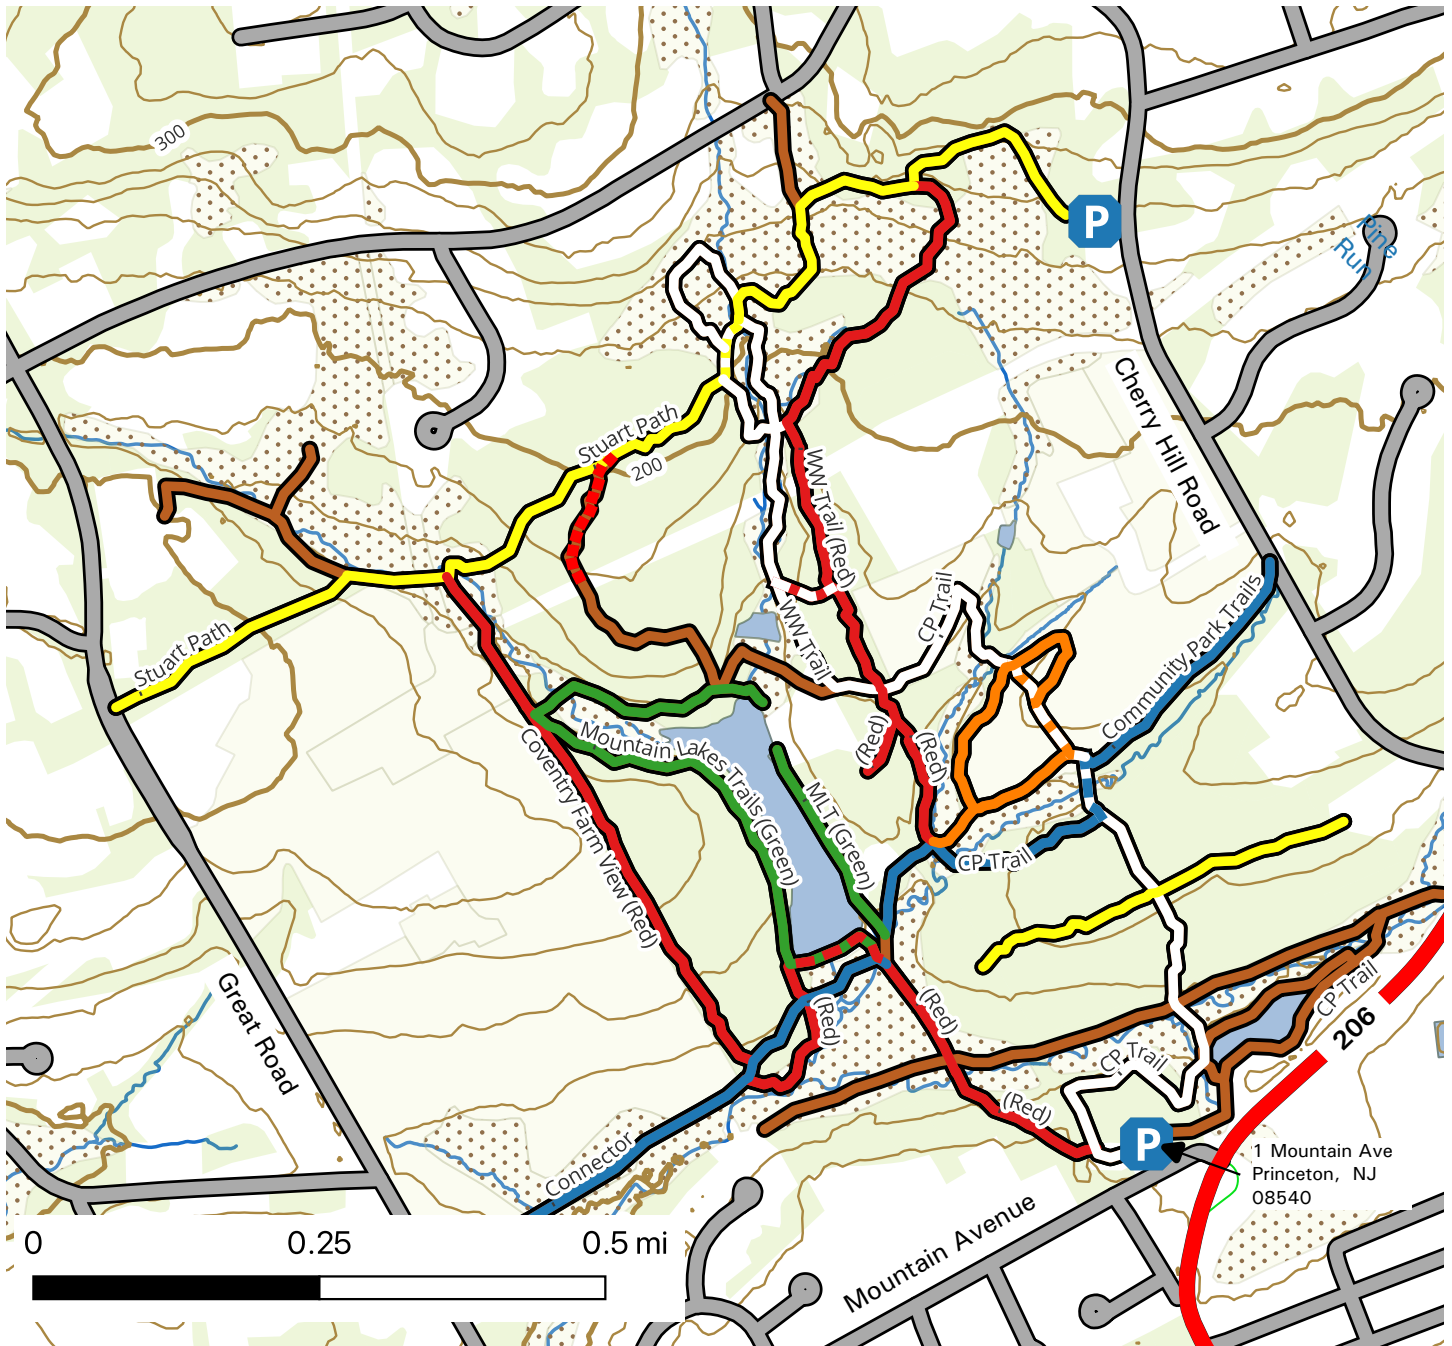 300
P
Pine
Run
Cherry Hill Road
Stuart Path
200
WW Trail (Red)
CP Trail
WW Trail
Community Park Trails
Stuart Path
(Red)
(Red)
Mountain Lakes Trails (Green)
Coventry Farm View (Red)
MLT (Green)
CP Trail
Great Road
(Red)
(Red)
CP Trail
206
CP Trail
(Red)
P
1 Mountain Ave
Princeton, NJ
08540
Connector
Mountain Avenue
0 0.25 0.5 mi